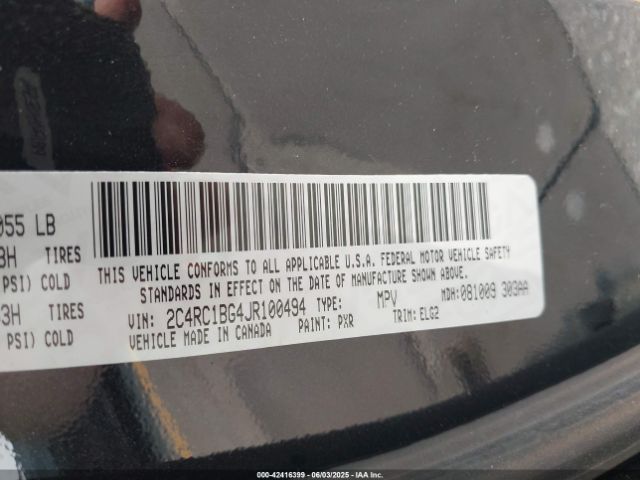 055 LB
3H TIRES
PSI) COLD
3H TIRES
PSI) COLD
THIS VEHICLE CONFORMS TO ALL APPLICABLE U.S.A. FEDERAL MOTOR VEHICLE SAFETY
STANDARDS IN EFFECT ON THE DATE OF MANUFACTURE SHOWN ABOVE.
VIN: 2C4RC1BG4JR100494 TYPE: MPV MDH:081009 303AA
VEHICLE MADE IN CANADA PAINT: PXR TRIM:ELG2
000-42416399 - 06/03/2025 - IAA Inc.